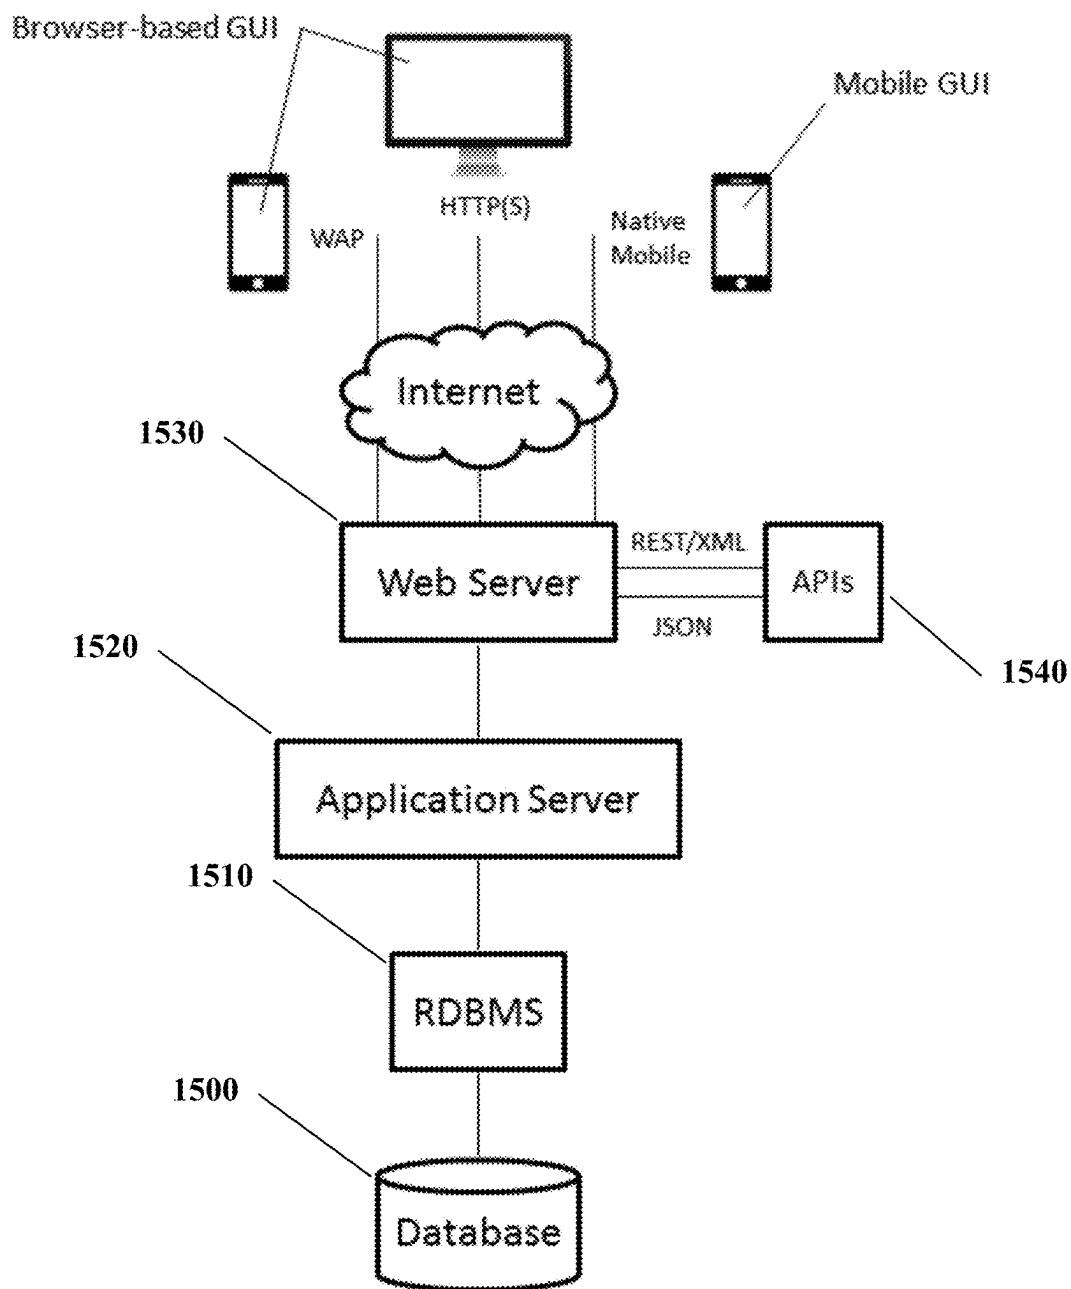 Browser-based GUI
Mobile GUI
HTTP(S)
WAP
Native
Mobile
Internet
1530
REST/XML
Web Server
APIs
JSON
1520
1540
Application Server
1510
RDBMS
1500
Database